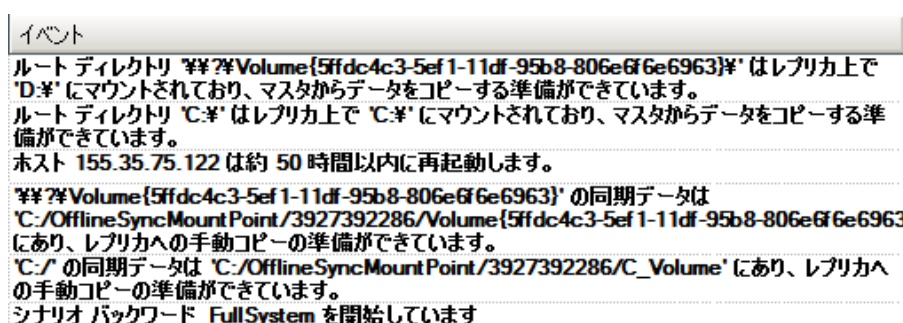 イベント
ルート ディレクトリ '¥¥?¥Volume{5ffdc4c3-5ef1-11df-95b8-806e6f6e6963}¥' はレプリカ上で
'D:¥' にマウントされており、マスタからデータをコピーする準備ができています。
ルート ディレクトリ 'C:¥' はレプリカ上で 'C:¥' にマウントされており、マスタからデータをコピーする準
備ができています。
ホスト 155.35.75.122 は約 50 時間以内に再起動します。
'¥¥?¥Volume{5ffdc4c3-5ef1-11df-95b8-806e6f6e6963}' の同期データは
'C:/OfflineSyncMountPoint/3927392286/Volume{5ffdc4c3-5ef1-11df-95b8-806e6f6e6963
にあり、レプリカへの手動コピーの準備ができています。
'C:/' の同期データは 'C:/OfflineSyncMountPoint/3927392286/C_Volume' にあり、レプリカへ
の手動コピーの準備ができています。
シナリオ バックワード FullSystem を開始しています